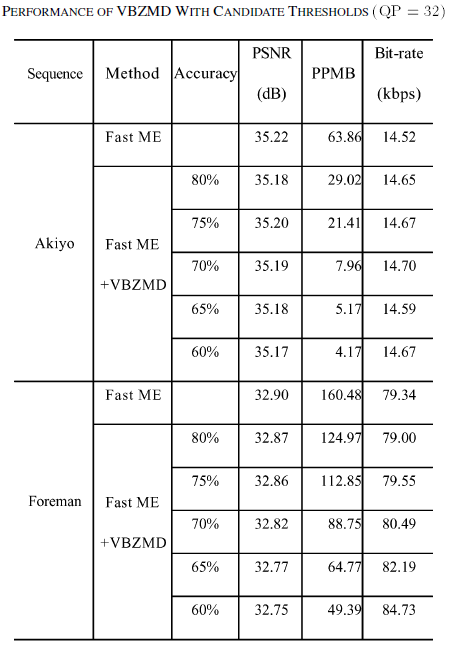 PERFORMANCE OF VBZMD WITH CANDIDATE THRESHOLDS (QP = 32)
Sequence Method Accuracy PSNR (dB) PPMB Bit-rate (kbps)
Akiyo Fast ME 35.22 63.86 14.52
Fast ME +VBZMD 80% 35.18 29.02 14.65
75% 35.20 21.41 14.67
70% 35.19 7.96 14.70
65% 35.18 5.17 14.59
60% 35.17 4.17 14.67
Foreman Fast ME 32.90 160.48 79.34
Fast ME +VBZMD 80% 32.87 124.97 79.00
75% 32.86 112.85 79.55
70% 32.82 88.75 80.49
65% 32.77 64.77 82.19
60% 32.75 49.39 84.73